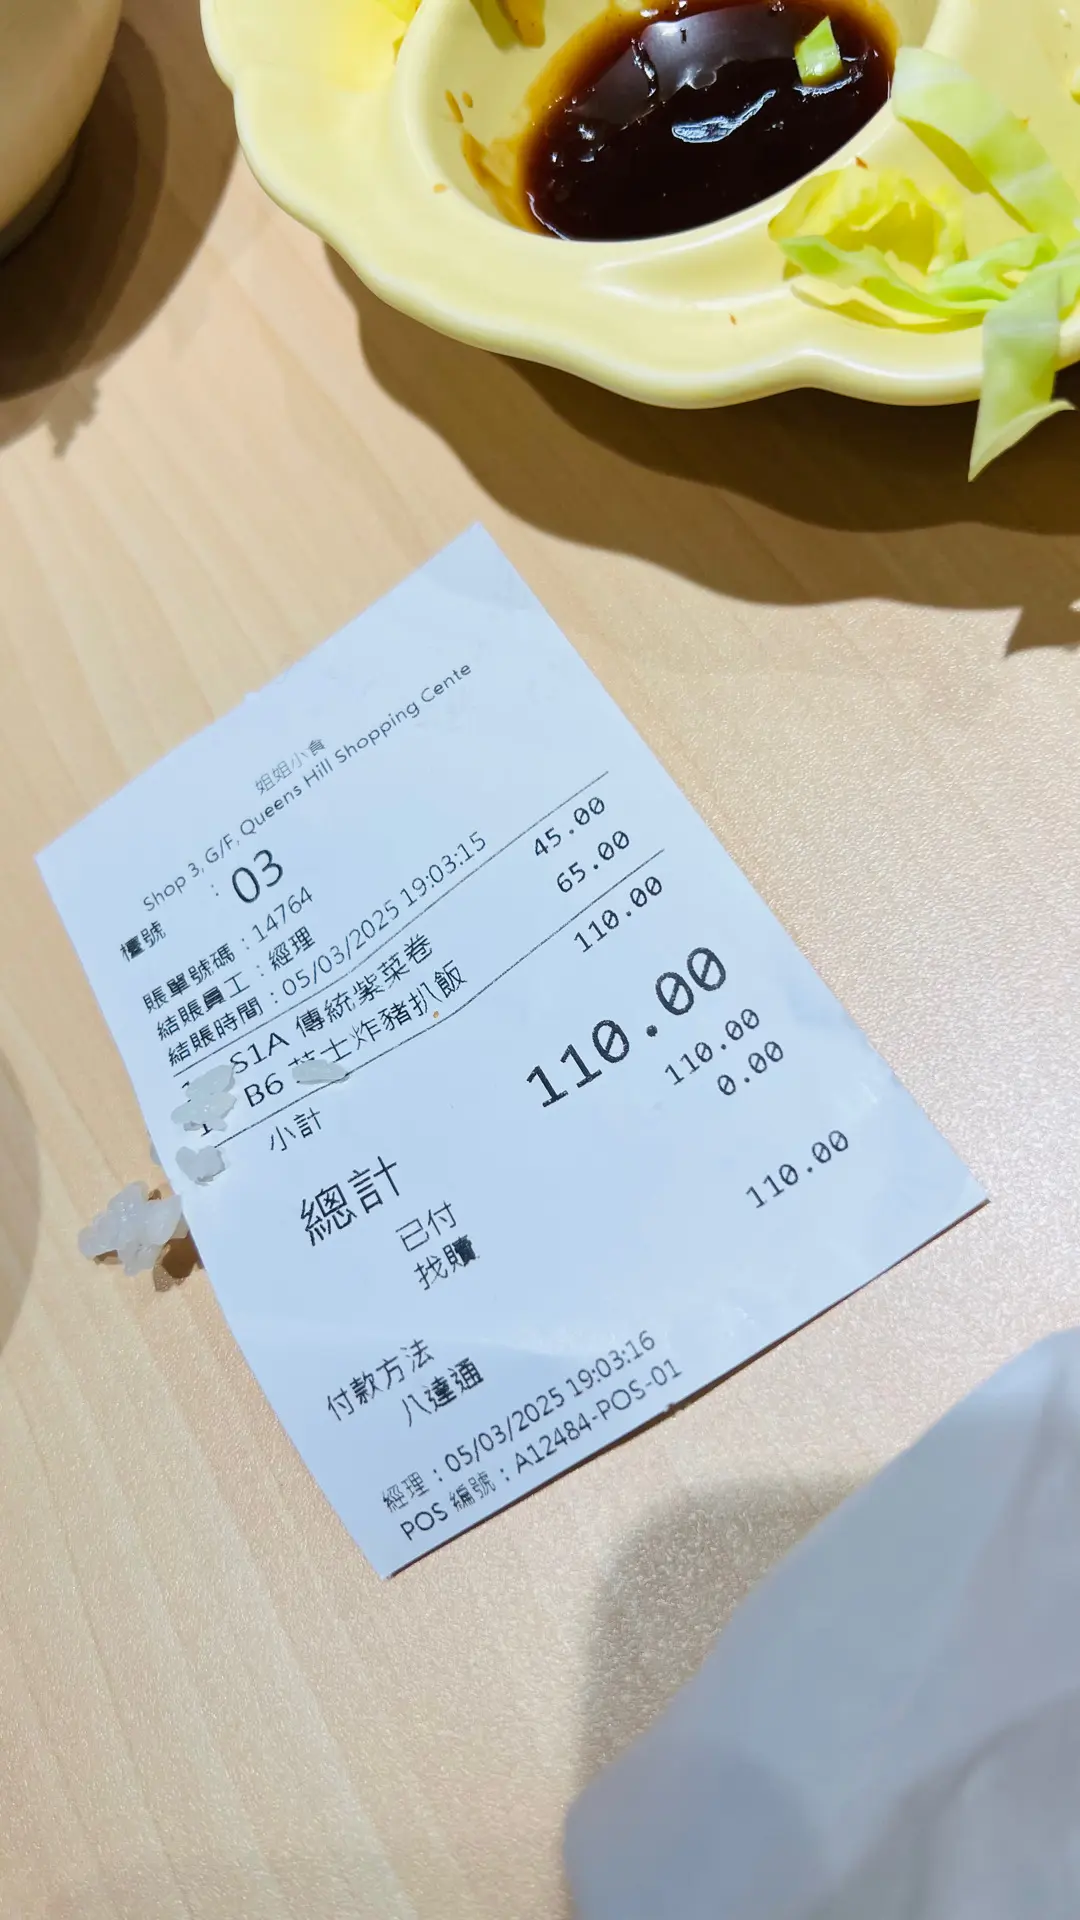 姐姐小食
Shop 3, G/F, Queens Hill Shopping Cente
檯號 : 03
賬單號碼 : 14764
結賬員工 : 經理
結賬時間 : 05/03/2025 19:03:15
1 S1A 傳統紫菜卷 45.00
1 B6 芝士炸豬扒飯 65.00
小計 110.00
總計 110.00
已付 110.00
找贖 0.00
付款方法
八達通 110.00
經理 : 05/03/2025 19:03:16
POS 編號 : A12484-POS-01